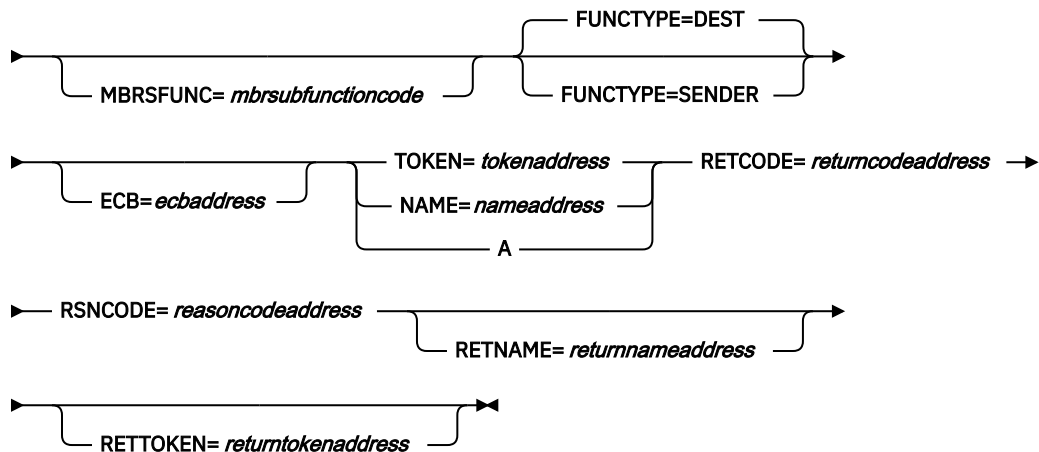 FUNCTYPE=DEST
MBRSFUNC= mbrsubfunctioncode
FUNCTYPE=SENDER
TOKEN= tokenaddress
RETCODE= returncodeaddress
ECB=ecbaddress
NAME=nameaddress
A
RSNCODE= reasoncodeaddress
RETNAME= returnnameaddress
RETTOKEN= returntokenaddress